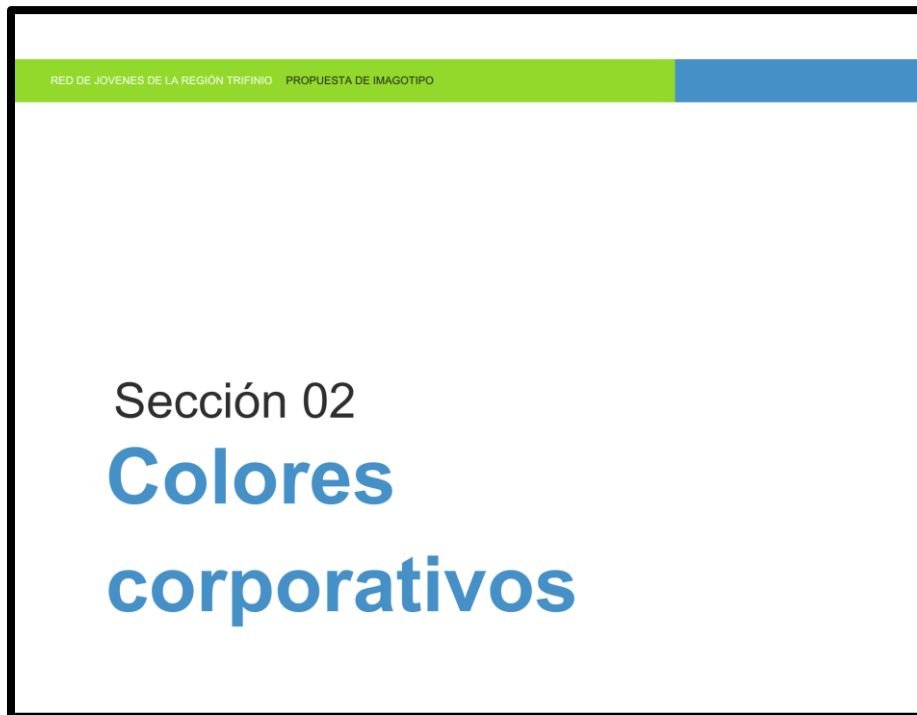 RED DE JOVENES DE LA REGIÓN TRIFINIO PROPUESTA DE IMAGOTIPO
Sección 02
Colores
corporativos